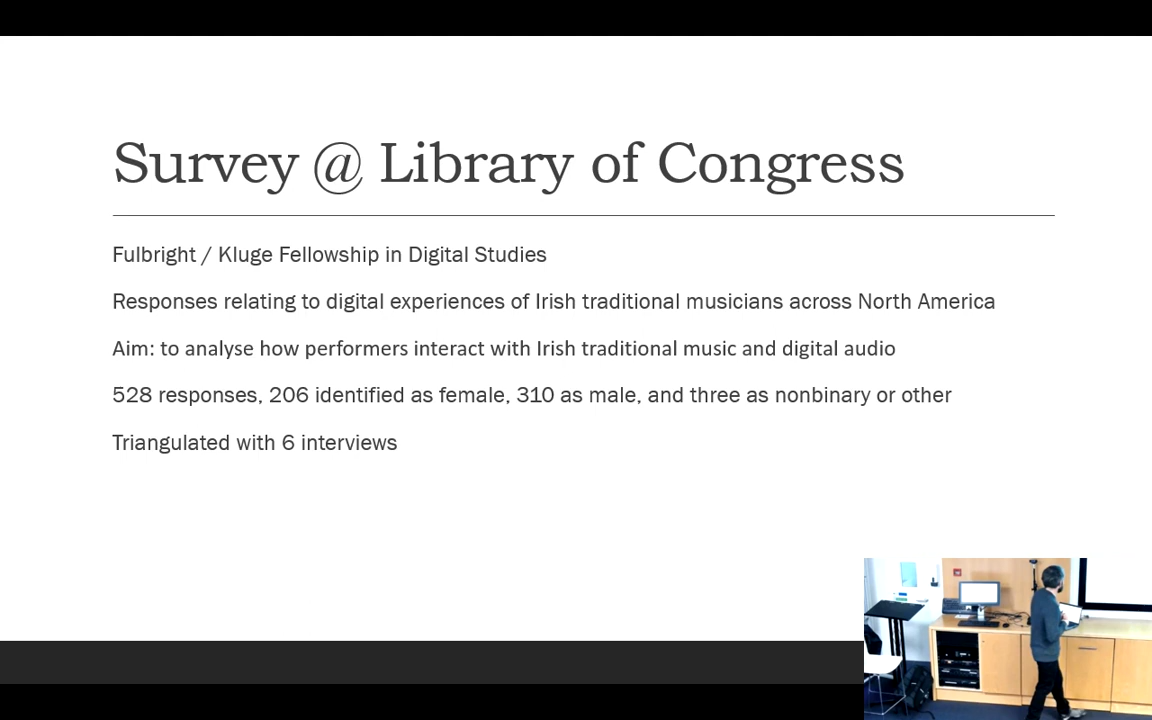 Survey @ Library of Congress
Fulbright / Kluge Fellowship in Digital Studies
Responses relating to digital experiences of Irish traditional musicians across North America
Aim: to analyse how performers interact with Irish traditional music and digital audio
528 responses, 206 identified as female, 310 as male, and three as nonbinary or other
Triangulated with 6 interviews